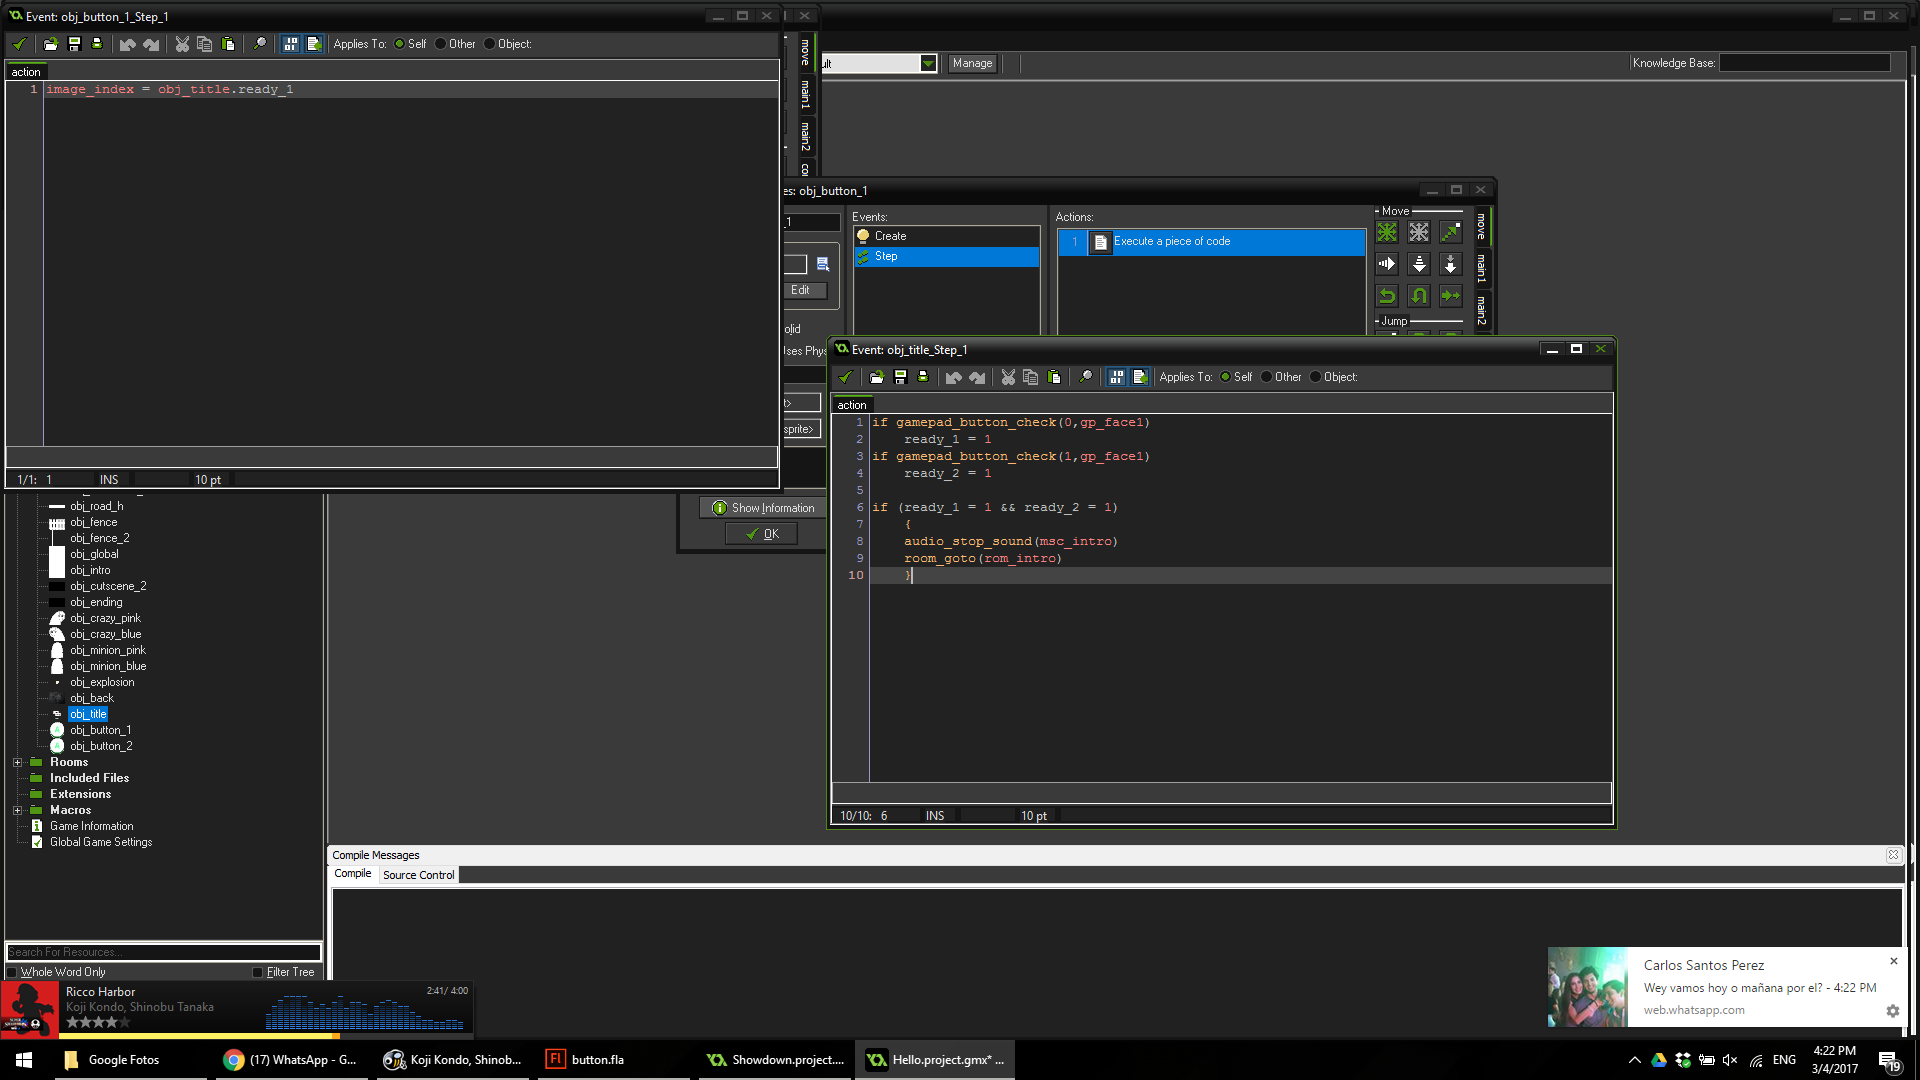 Event: obj_button_1_Step_1
Applies To: Self Other Object:
action
1 image_index = obj_title.ready_1
1/1: 1 INS 10 pt
move
main1
main2
ult
Manage
Knowledge Base:
es: obj_button_1
_1
Edit
olid
Uses Phys
t>
sprite>
Events:
Create
Step
Actions:
1 Execute a piece of code
Move
Jump
move
main1
main2
Show Information
OK
Event: obj_title_Step_1
Applies To: Self Other Object:
action
1 if gamepad_button_check(0,gp_face1)
2 ready_1 = 1
3 if gamepad_button_check(1,gp_face1)
4 ready_2 = 1
5
6 if (ready_1 = 1 && ready_2 = 1)
7 {
8 audio_stop_sound(msc_intro)
9 room_goto(rom_intro)
10 }
10/10: 6 INS 10 pt
obj_road_h
obj_fence
obj_fence_2
obj_global
obj_intro
obj_cutscene_2
obj_ending
obj_crazy_pink
obj_crazy_blue
obj_minion_pink
obj_minion_blue
obj_explosion
obj_back
obj_title
obj_button_1
obj_button_2
Rooms
Included Files
Extensions
Macros
Game Information
Global Game Settings
Search For Resources...
Whole Word Only Filter Tree
Compile Messages
Compile Source Control
Ricco Harbor
Koji Kondo, Shinobu Tanaka
2:41/ 4:00
Carlos Santos Perez
Wey vamos hoy o mañana por el? - 4:22 PM
web.whatsapp.com
Google Fotos
(17) WhatsApp - G...
Koji Kondo, Shinob...
Fl
button.fla
Showdown.project....
Hello.project.gmx* ...
ENG
4:22 PM
3/4/2017
19